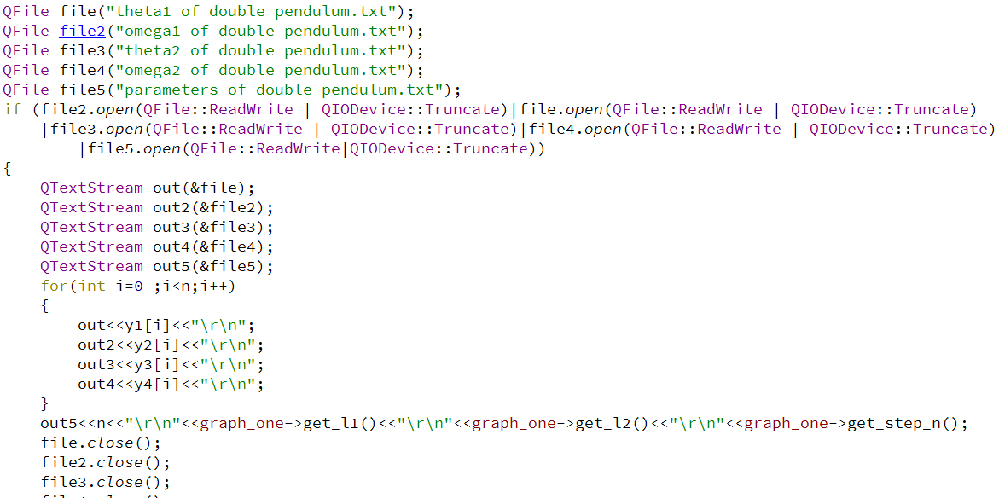 QFile file("theta1 of double pendulum.txt");
QFile file2("omega1 of double pendulum.txt");
QFile file3("theta2 of double pendulum.txt");
QFile file4("omega2 of double pendulum.txt");
QFile file5("parameters of double pendulum.txt");
if (file2.open(QFile::ReadWrite | QIODevice::Truncate)|file.open(QFile::ReadWrite | QIODevice::Truncate)
    |file3.open(QFile::ReadWrite | QIODevice::Truncate)|file4.open(QFile::ReadWrite | QIODevice::Truncate)
        |file5.open(QFile::ReadWrite|QIODevice::Truncate))
{
    QTextStream out(&file);
    QTextStream out2(&file2);
    QTextStream out3(&file3);
    QTextStream out4(&file4);
    QTextStream out5(&file5);
    for(int i=0 ;i<n;i++)
    {
        out<<y1[i]<<"\r\n";
        out2<<y2[i]<<"\r\n";
        out3<<y3[i]<<"\r\n";
        out4<<y4[i]<<"\r\n";
    }
    out5<<n<<"\r\n"<<graph_one->get_l1()<<"\r\n"<<graph_one->get_l2()<<"\r\n"<<graph_one->get_step_n();
    file.close();
    file2.close();
    file3.close();